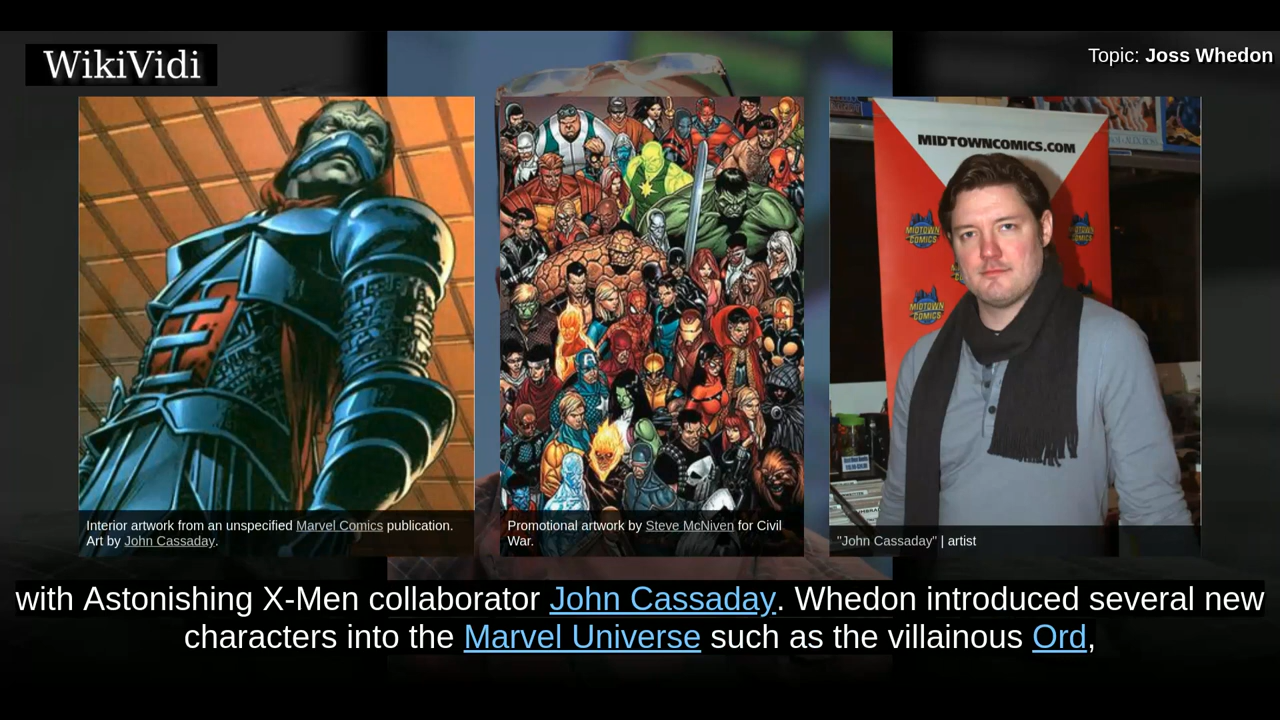 WikiVidi
Topic: Joss Whedon
MIDTOWNCOMICS.COM
MIDTOWN
COMICS
MIDTOWN
COMICS
MIDTOWN
COMICS
Interior artwork from an unspecified Marvel Comics publication.
Art by John Cassaday.
Promotional artwork by Steve McNiven for Civil
War.
"John Cassaday" | artist
with Astonishing X-Men collaborator John Cassaday. Whedon introduced several new
characters into the Marvel Universe such as the villainous Ord,